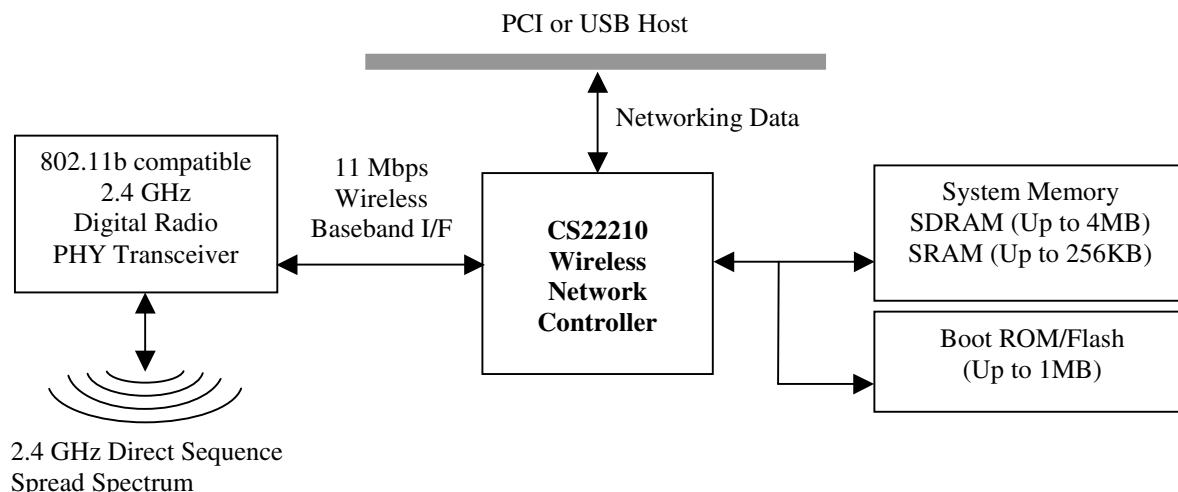 PCI or USB Host
Networking Data
802.11b compatible
2.4 GHz
Digital Radio
PHY Transceiver
11 Mbps
Wireless
Baseband I/F
CS22210
Wireless
Network
Controller
System Memory
SDRAM (Up to 4MB)
SRAM (Up to 256KB)
Boot ROM/Flash
(Up to 1MB)
2.4 GHz Direct Sequence
Spread Spectrum